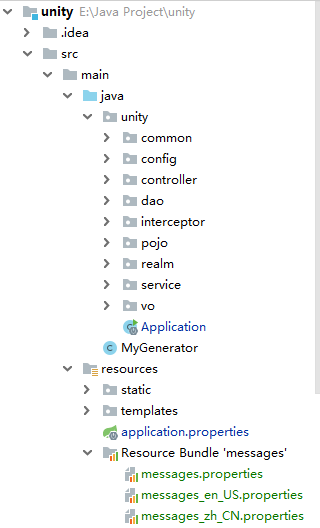 unity E:\Java Project\unity
.idea
src
main
java
unity
common
config
controller
dao
interceptor
pojo
realm
service
vo
Application
MyGenerator
resources
static
templates
application.properties
Resource Bundle 'messages'
messages.properties
messages_en_US.properties
messages_zh_CN.properties